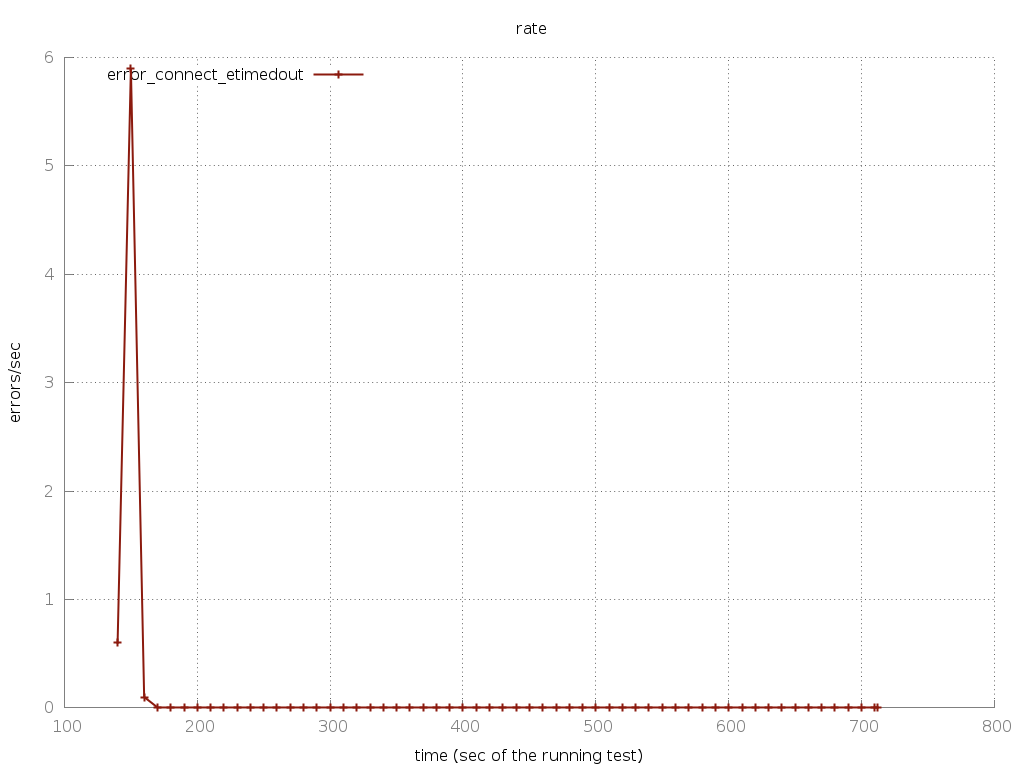 rate
6
error_connect_etimedout
5
4
3
2
1
0
errors/sec
100 200 300 400 500 600 700 800
time (sec of the running test)